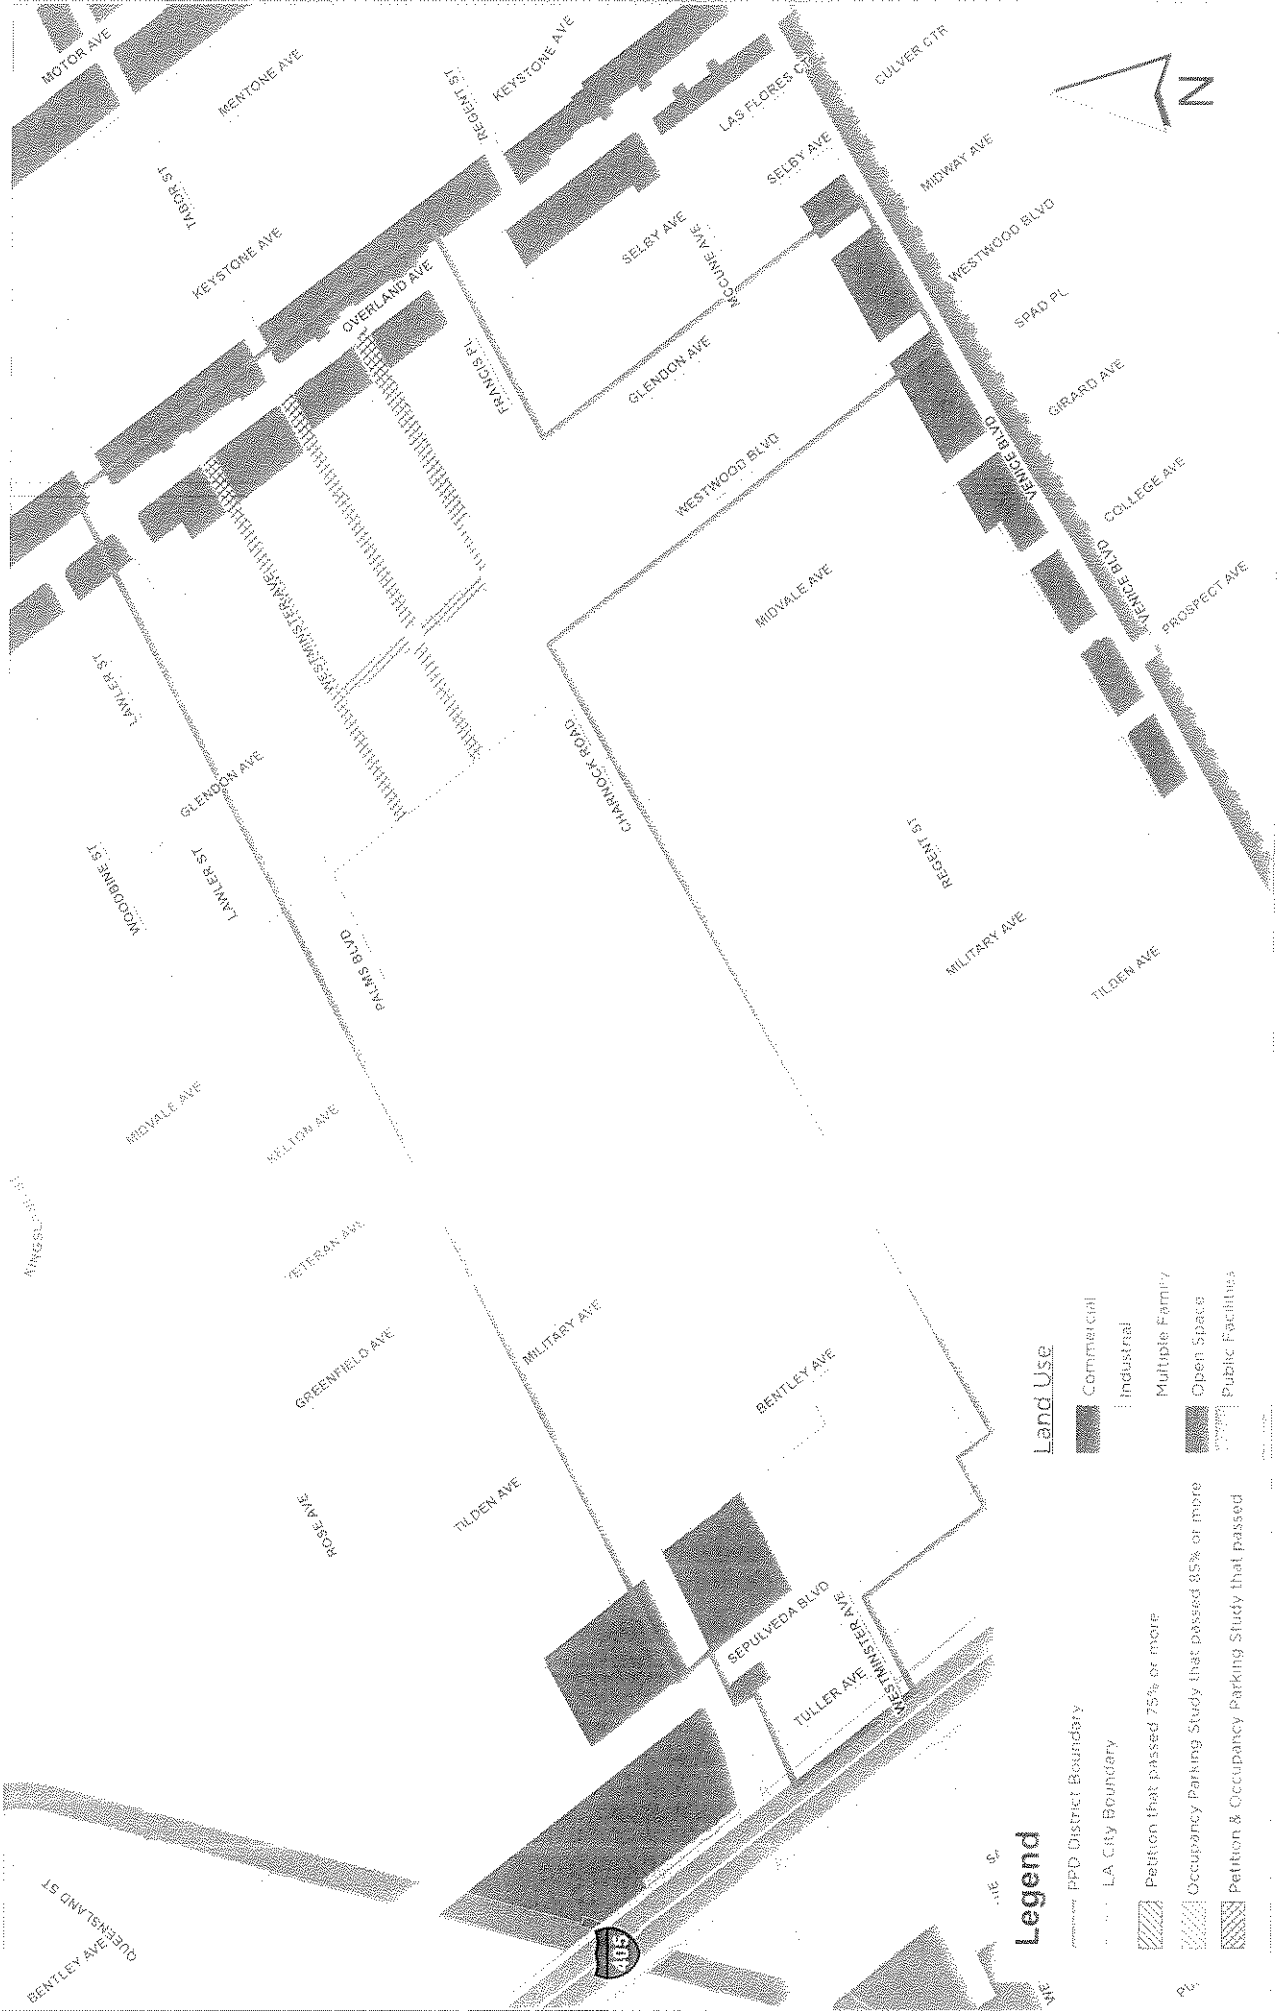 MOTOR AVE
MENTONE AVE
TABOR ST
KEYSTONE AVE
REGENT ST
KEYSTONE AVE
LAS FLORES CT
CULVER CTR
SELBY AVE
MIDWAY AVE
SELBY AVE
MCCUNE AVE
WESTWOOD BLVD
SPAD PL
OVERLAND AVE
FRANCIS PL
GLENDON AVE
GIRARD AVE
WESTWOOD BLVD
VENICE BLVD
COLLEGE AVE
VENICE BLVD
PROSPECT AVE
WESTMINSTER AVE
MIDVALE AVE
LAWLER ST
GLENDON AVE
CHARNOCK ROAD
WOODBINE ST
LAWLER ST
PALMS BLVD
REGENT ST
MILITARY AVE
TILDEN AVE
MIDVALE AVE
KELTON AVE
VETERAN AVE
GREENFIELD AVE
MILITARY AVE
BENTLEY AVE
ROSE AVE
TILDEN AVE
SEPULVEDA BLVD
TULLER AVE
WESTMINSTER AVE
WESTMINSTER
QUEENSLAND ST
BENTLEY AVE
405
N
Legend
PPD District Boundary
LA City Boundary
Petition that passed 75% or more
Occupancy Parking Study that passed 85% or more
Petition & Occupancy Parking Study that passed
Land Use
Commercial
Industrial
Multiple Family
Open Space
Public Facilities